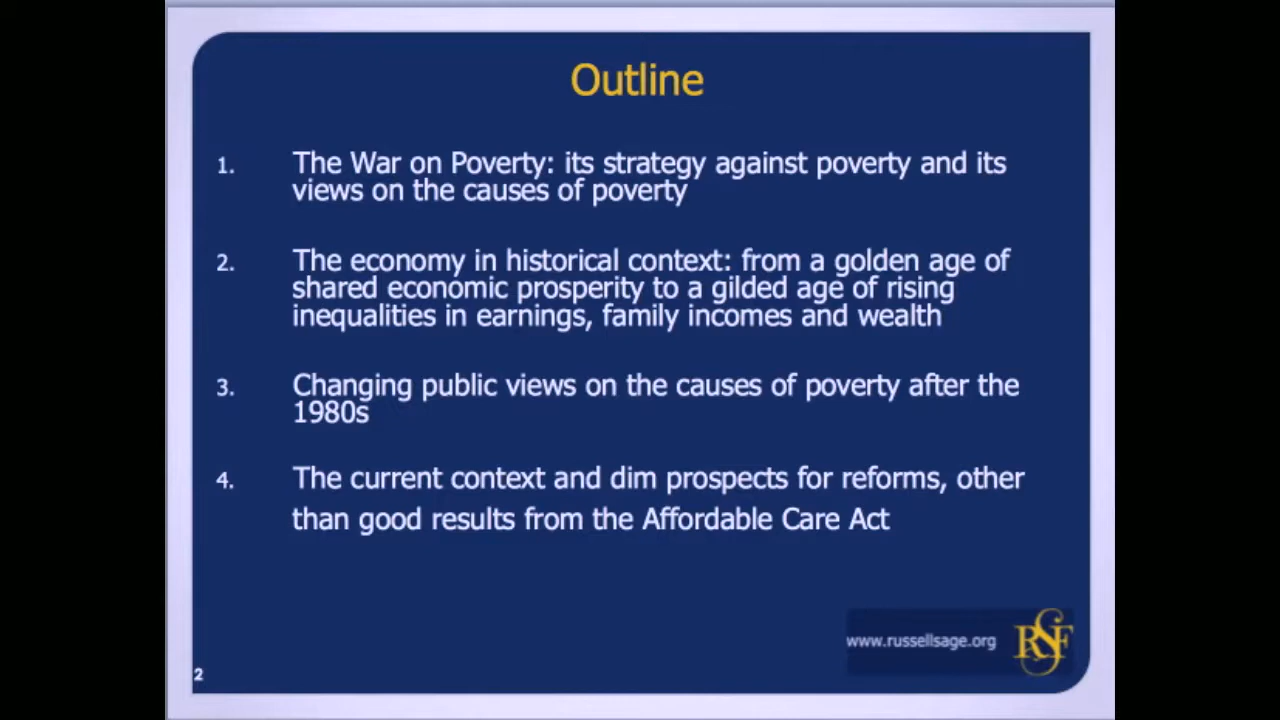 Outline
1. The War on Poverty: its strategy against poverty and its
views on the causes of poverty
2. The economy in historical context: from a golden age of
shared economic prosperity to a gilded age of rising
inequalities in earnings, family incomes and wealth
3. Changing public views on the causes of poverty after the
1980s
4. The current context and dim prospects for reforms, other
than good results from the Affordable Care Act
www.russellsage.org RSF
2